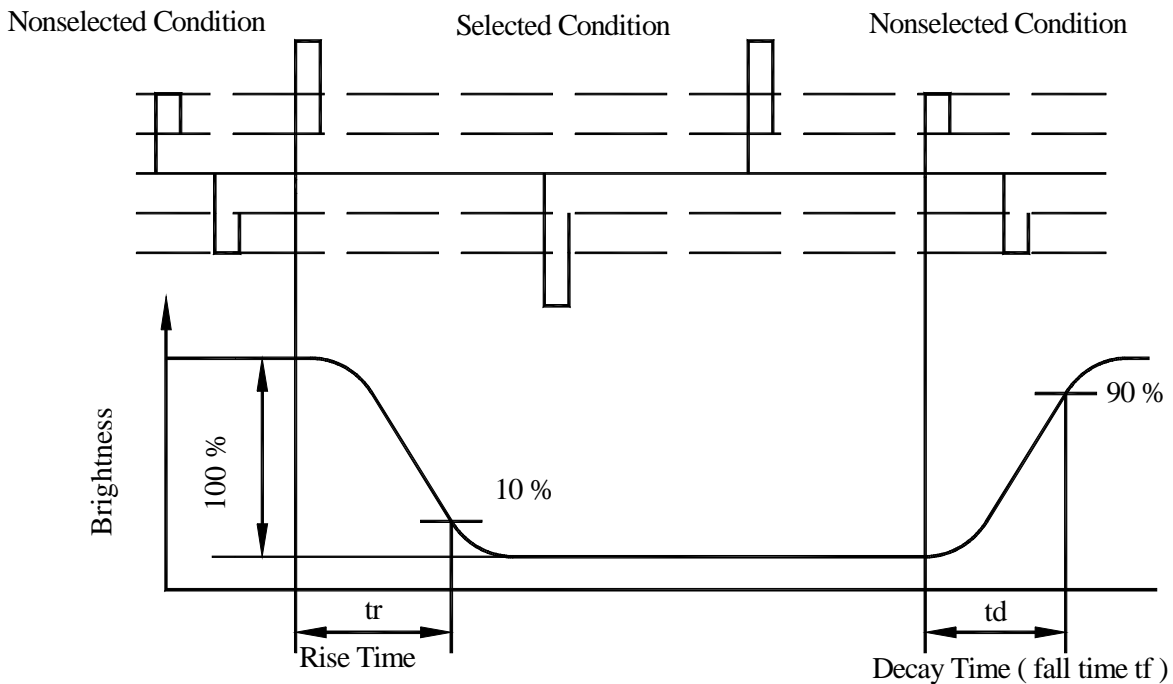 Nonselected Condition
Selected Condition
Nonselected Condition
90 %
Brightness
100 %
10 %
tr
td
Rise Time
Decay Time ( fall time tf )